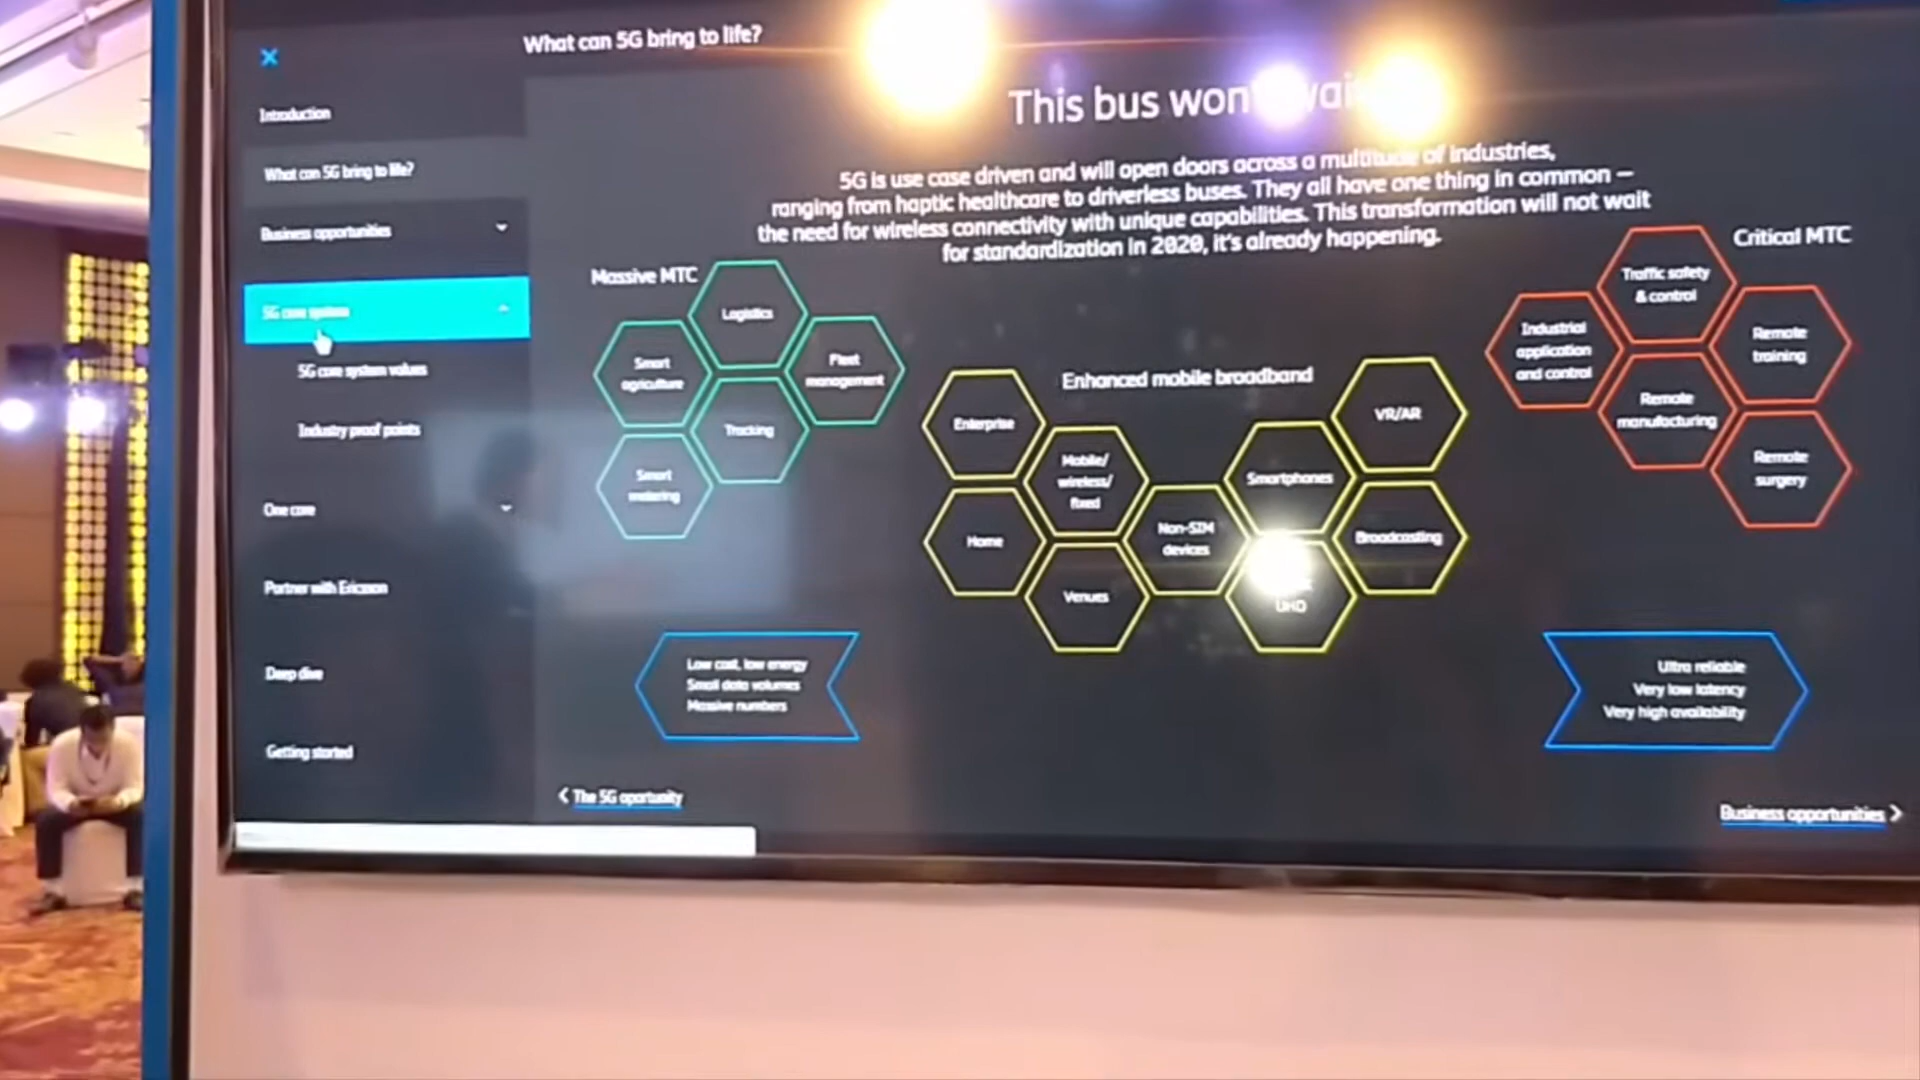 What can 5G bring to life?
Introduction
What can 5G bring to life?
Business opportunities
5G core system
5G core system values
Industry proof points
One core
Partner with Ericsson
Deep dive
Getting started
This bus won
5G is use case driven and will open doors across a multitude of industries,
ranging from haptic healthcare to driverless buses. They all have one thing in common –
the need for wireless connectivity with unique capabilities. This transformation will not wait
for standardization in 2020, it's already happening.
Massive MTC
Logistics
Smart
agriculture
Fleet
management
Tracking
Smart
metering
Enhanced mobile broadband
Enterprise
Mobile/
wireless/
fixed
Home
Venues
Non-SIM
devices
Smartphones
VR/AR
Broadcasting
UHD
Critical MTC
Traffic safety
& control
Industrial
application
and control
Remote
training
Remote
manufacturing
Remote
surgery
Low cost, low energy
Small data volumes
Massive numbers
Ultra reliable
Very low latency
Very high availability
The 5G oportunity
Business opportunities